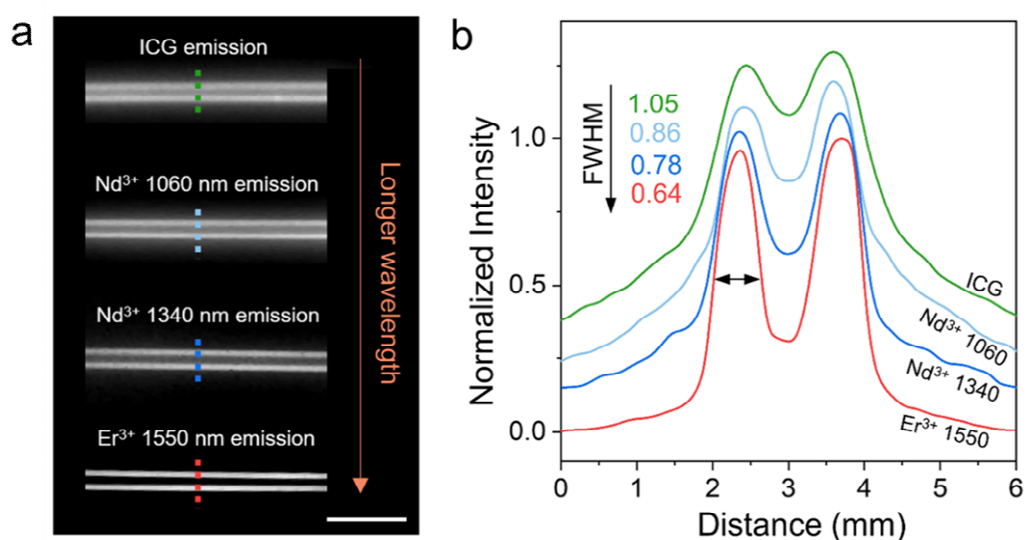 a
ICG emission
Nd³⁺ 1060 nm emission
Nd³⁺ 1340 nm emission
Er³⁺ 1550 nm emission
Longer wavelength
b
Normalized Intensity
1.0
0.5
0.0
FWHM
1.05
0.86
0.78
0.64
ICG
Nd³⁺ 1060
Nd³⁺ 1340
Er³⁺ 1550
0 1 2 3 4 5 6
Distance (mm)